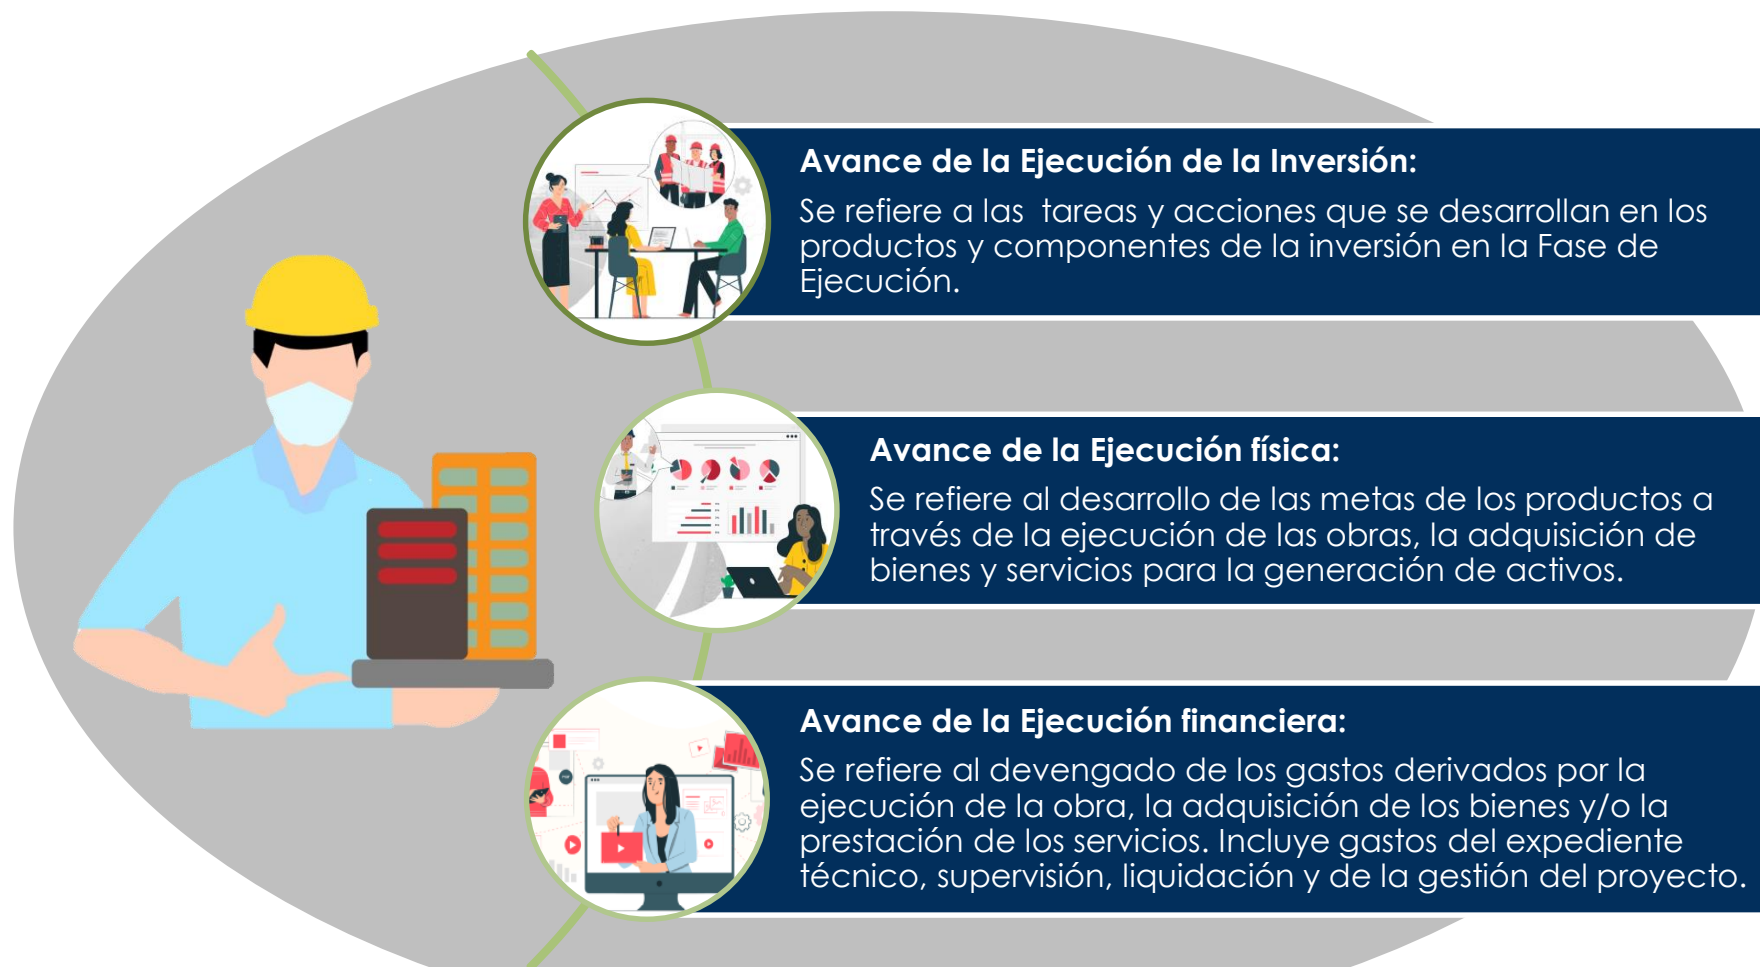 Avance de la Ejecución de la Inversión:
Se refiere a las  tareas y acciones que se desarrollan en los
productos y componentes de la inversión en la Fase de
Ejecución.
Avance de la Ejecución física:
Se refiere al desarrollo de las metas de los productos a
través de la ejecución de las obras, la adquisición de
bienes y servicios para la generación de activos.
Avance de la Ejecución financiera:
Se refiere al devengado de los gastos derivados por la
ejecución de la obra, la adquisición de los bienes y/o la
prestación de los servicios. Incluye gastos del expediente
técnico, supervisión, liquidación y de la gestión del proyecto.